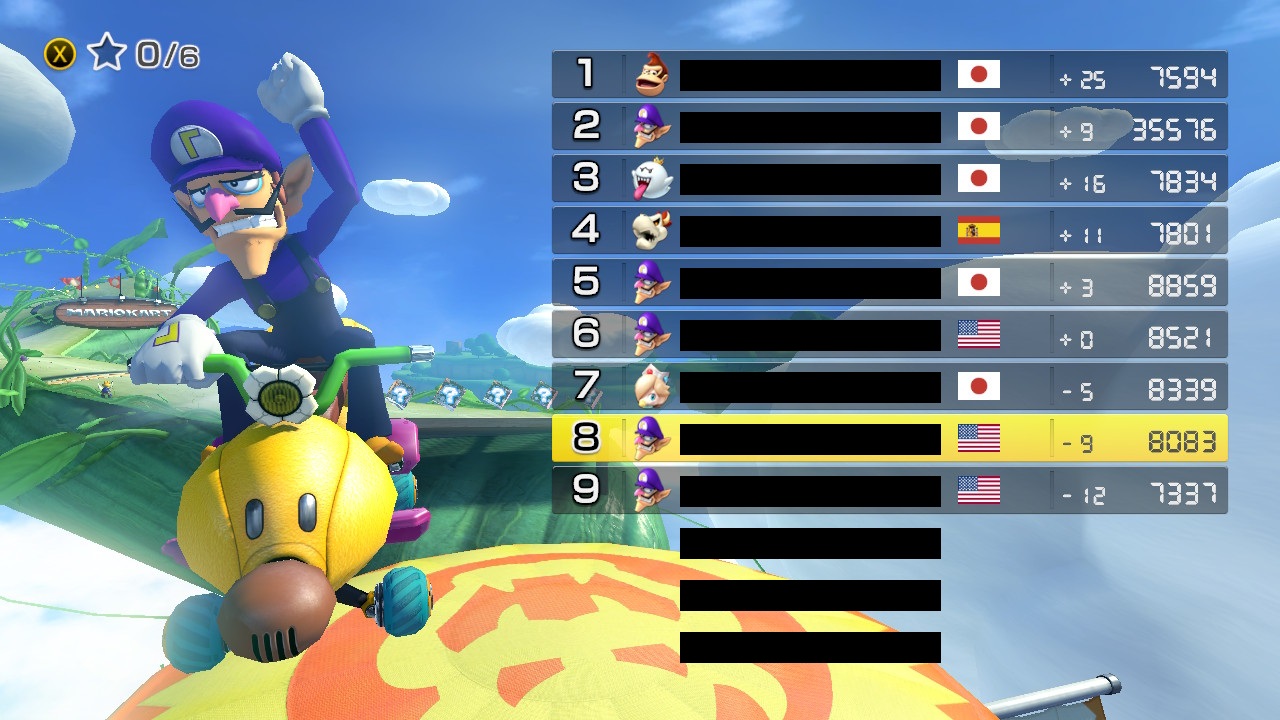 X 0/6
1 + 25 7594
2 + 9 35576
3 + 16 7834
4 + 11 7801
5 + 3 8859
6 + 0 8521
7 - 5 8339
8 - 9 8083
9 - 12 7337
MARIOKART